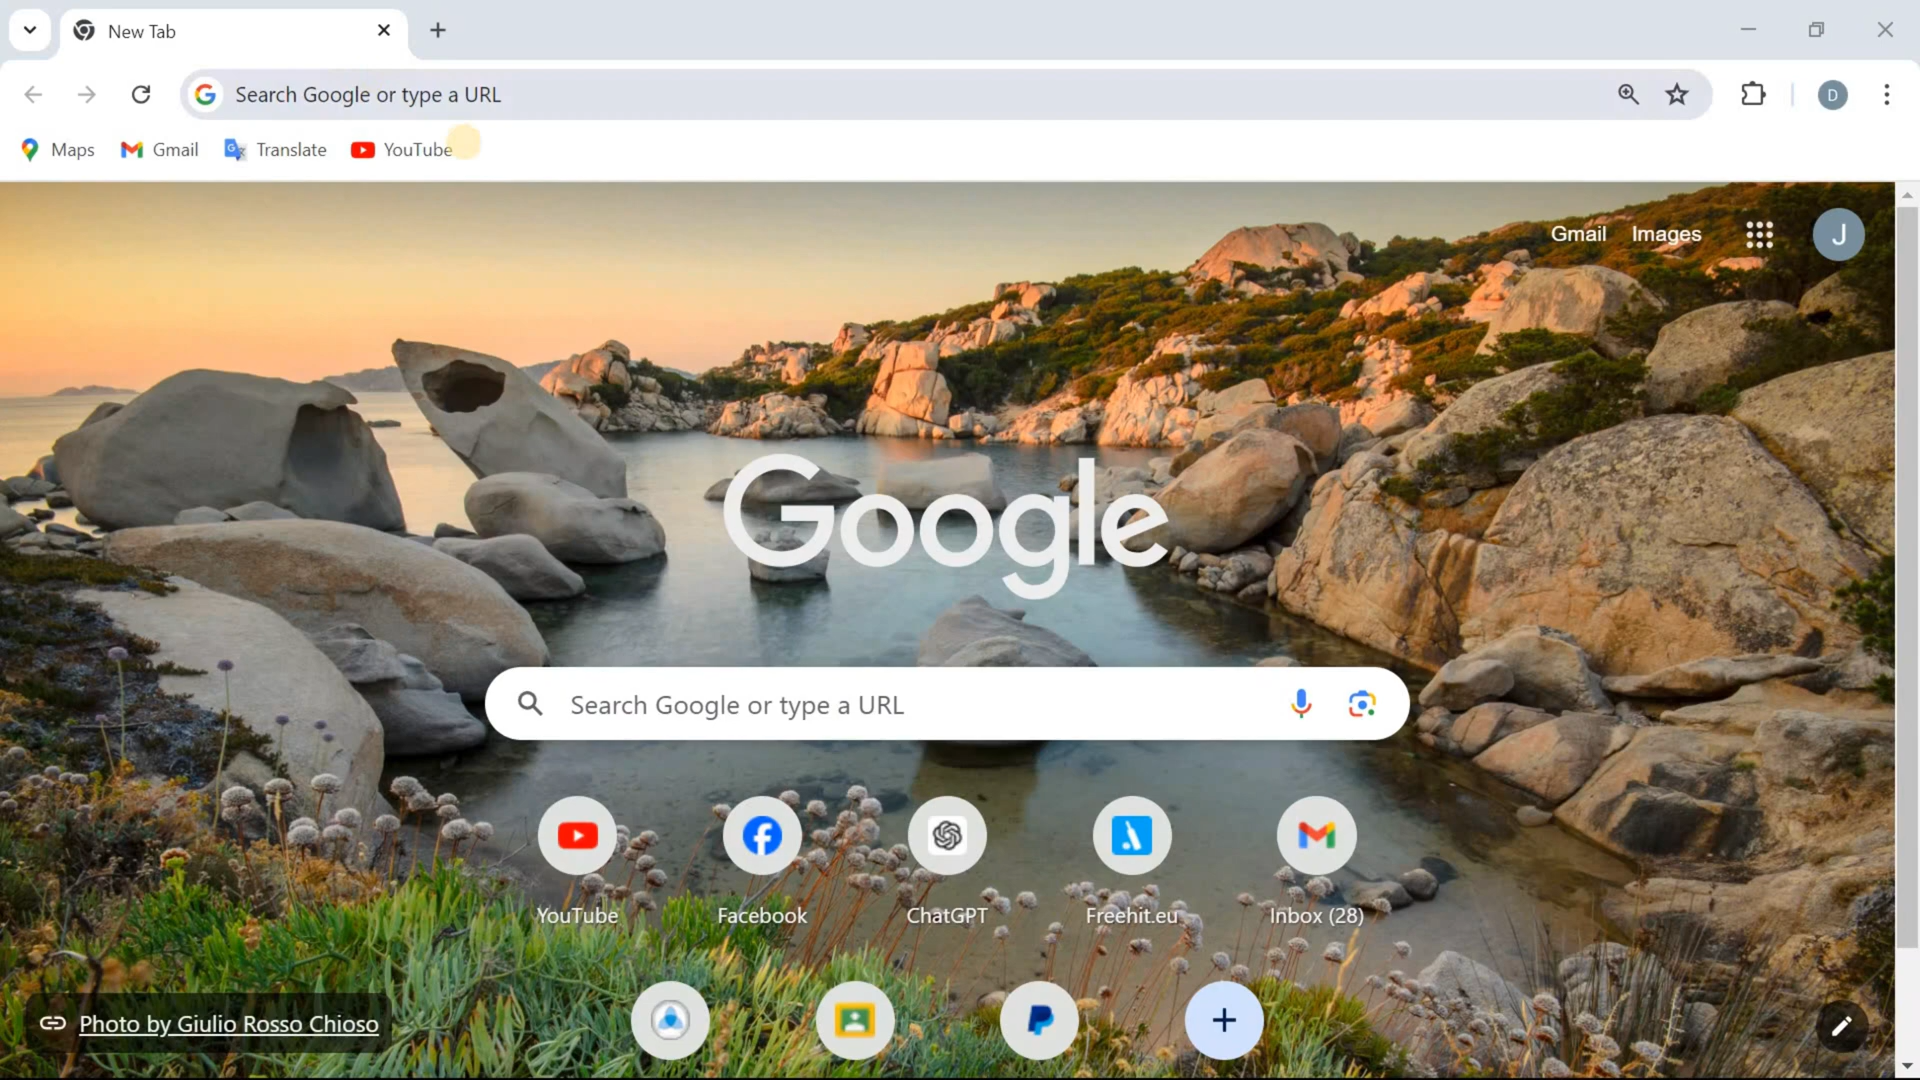 New Tab
Search Google or type a URL
D
Maps Gmail Translate YouTube
Gmail Images J
Google
Search Google or type a URL
YouTube Facebook ChatGPT Freehit.eu Inbox (28)
Photo by Giulio Rosso Chioso